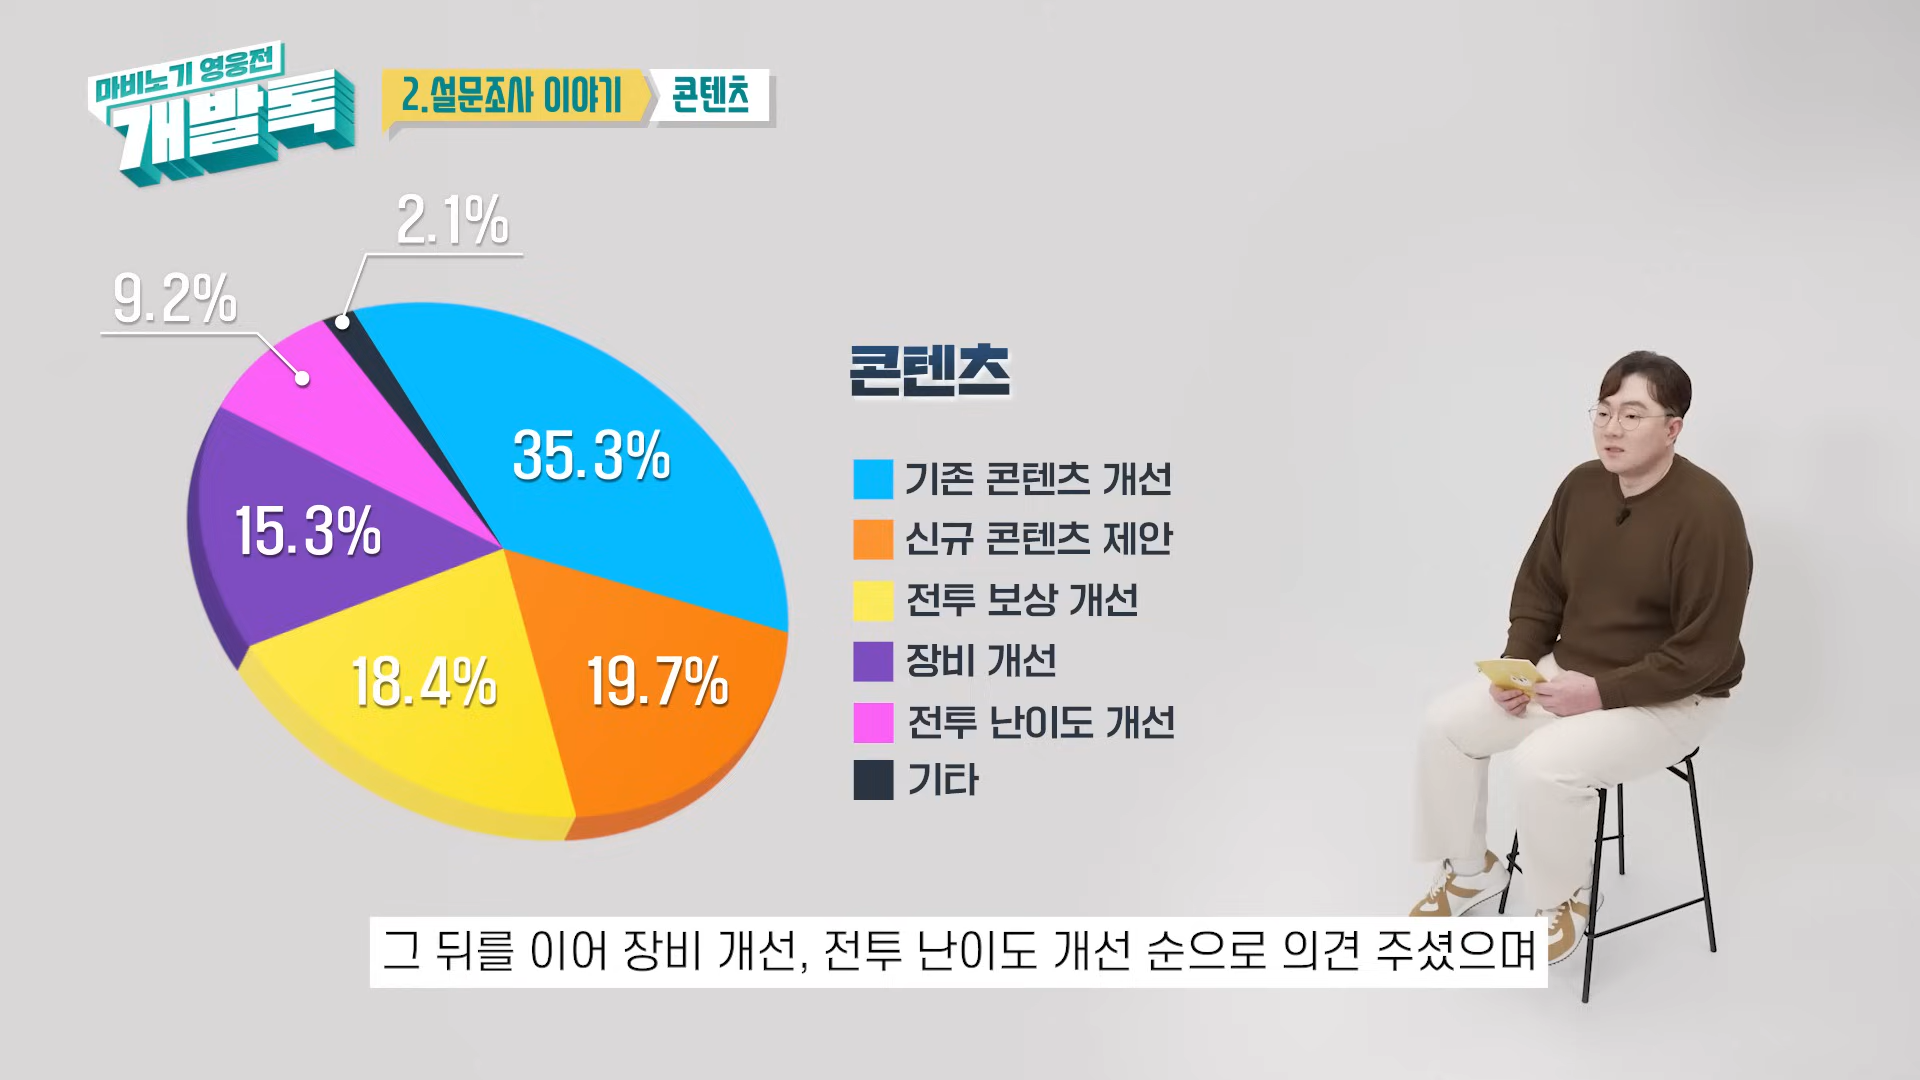 마비노기 영웅전
개발톡
2.설문조사 이야기
콘텐츠
2.1%
9.2%
35.3%
15.3%
18.4%
19.7%
콘텐츠
기존 콘텐츠 개선
신규 콘텐츠 제안
전투 보상 개선
장비 개선
전투 난이도 개선
기타
그 뒤를 이어 장비 개선, 전투 난이도 개선 순으로 의견 주셨으며